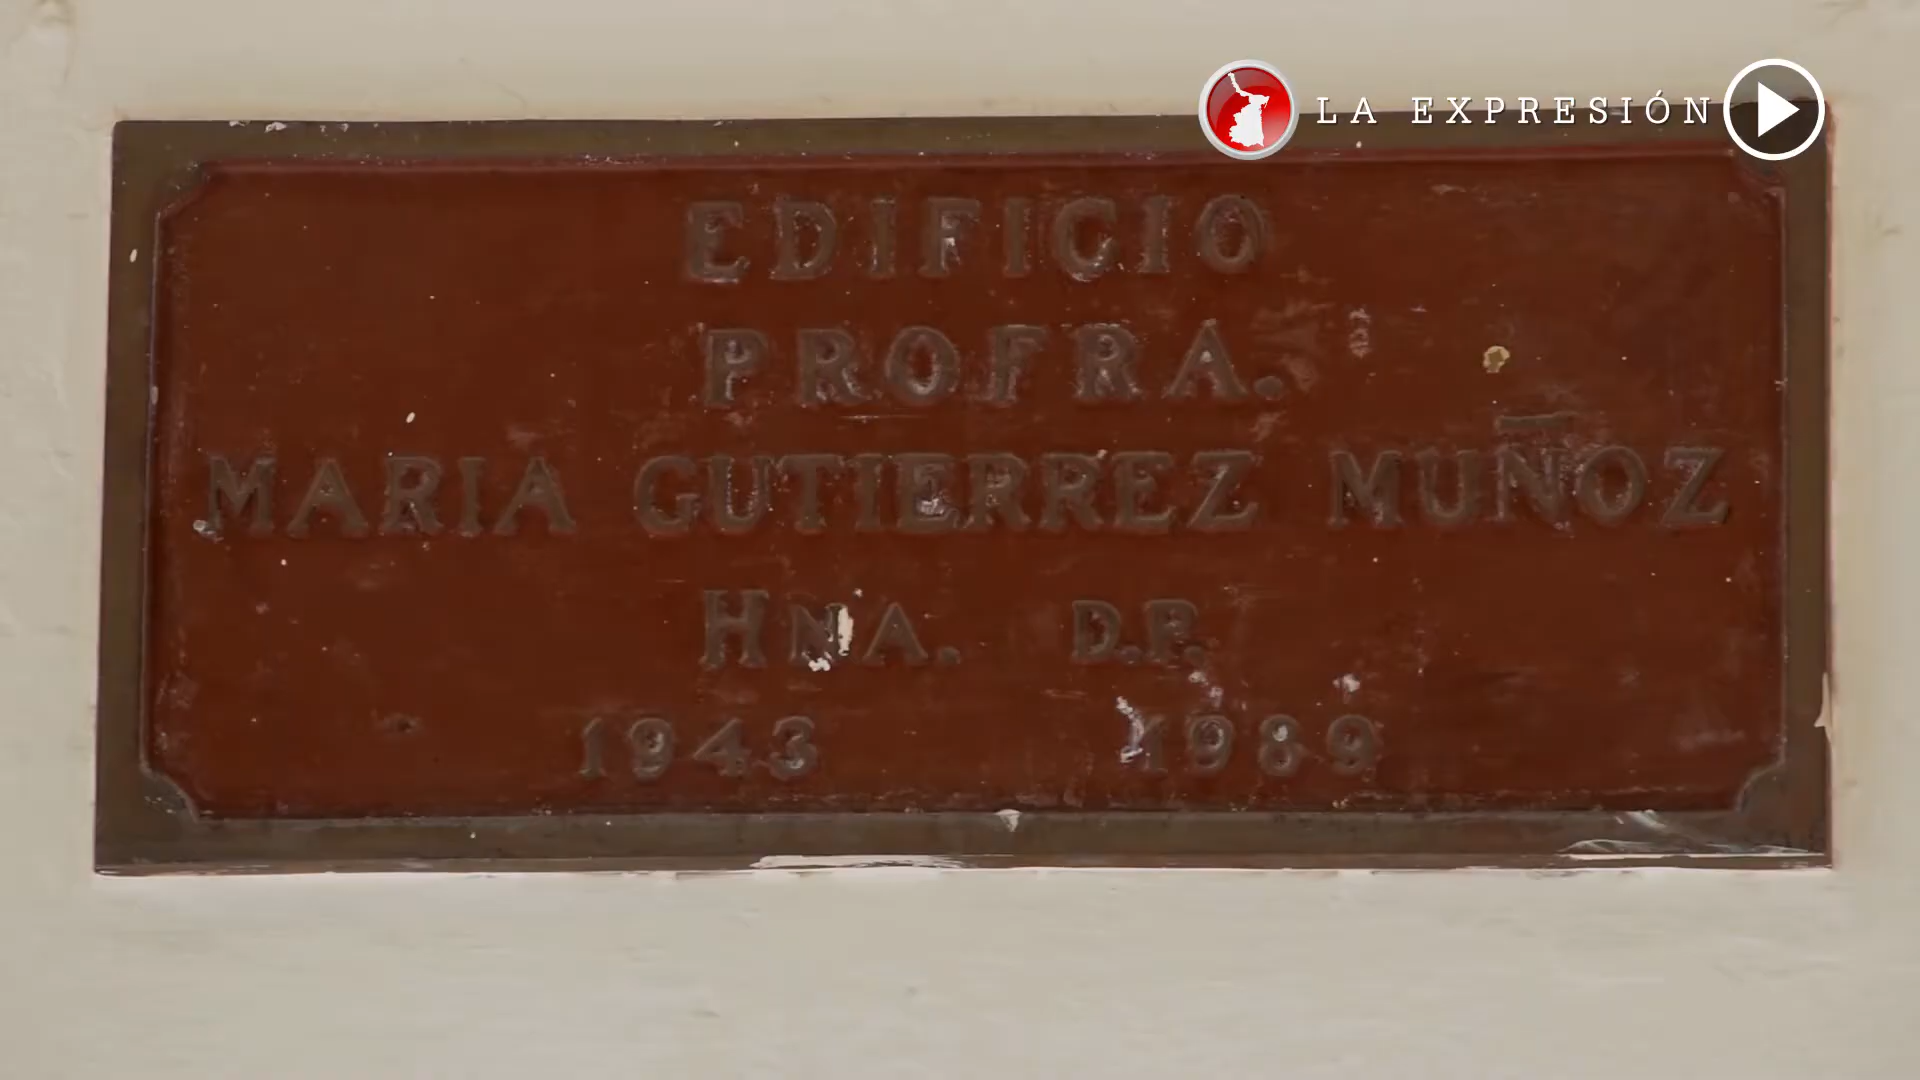 LA EXPRESIÓN
EDIFICIO
PROFRA.
MARIA GUTIERREZ MUÑOZ
HNA. D.P.
1943 1989